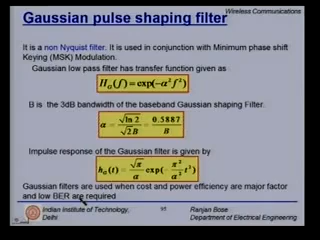 Wireless Communications
Gaussian pulse shaping filter
It is a non Nyquist filter. It is used in conjunction with Minimum phase shift
Keying (MSK) Modulation.
Gaussian low pass filter has transfer function given as
H_G(f) = exp(-α² f²)
B is the 3dB bandwidth of the baseband Gaussian shaping Filter.
α = √ln 2 / √2B = 0.5887 / B
Impulse response of the Gaussian filter is given by
h_G(t) = √π / α exp(-π² / α² t²)
Gaussian filters are used when cost and power efficiency are major factor
and low BER are required
Indian Institute of Technology, Ranjan Bose
Delhi Department of Electrical Engineering